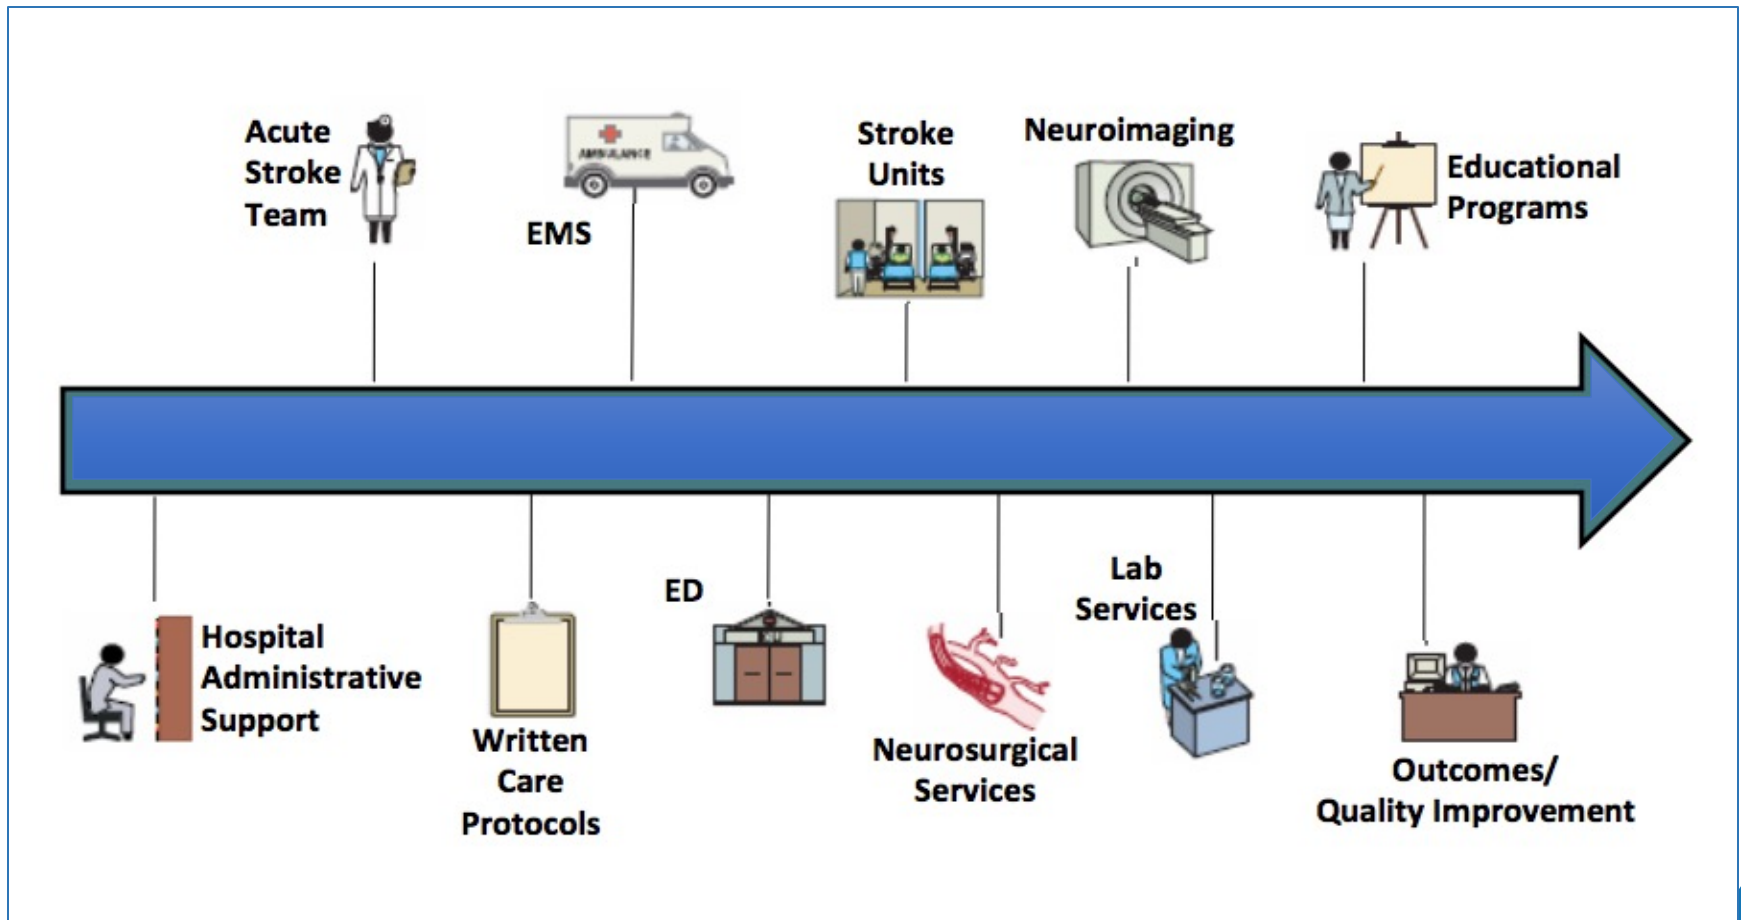 Acute
Stroke
Team
AMBULANCE
EMS
Stroke
Units
Neuroimaging
Educational
Programs
Hospital
Administrative
Support
Written
Care
Protocols
ED
Neurosurgical
Services
Lab
Services
Outcomes/
Quality Improvement